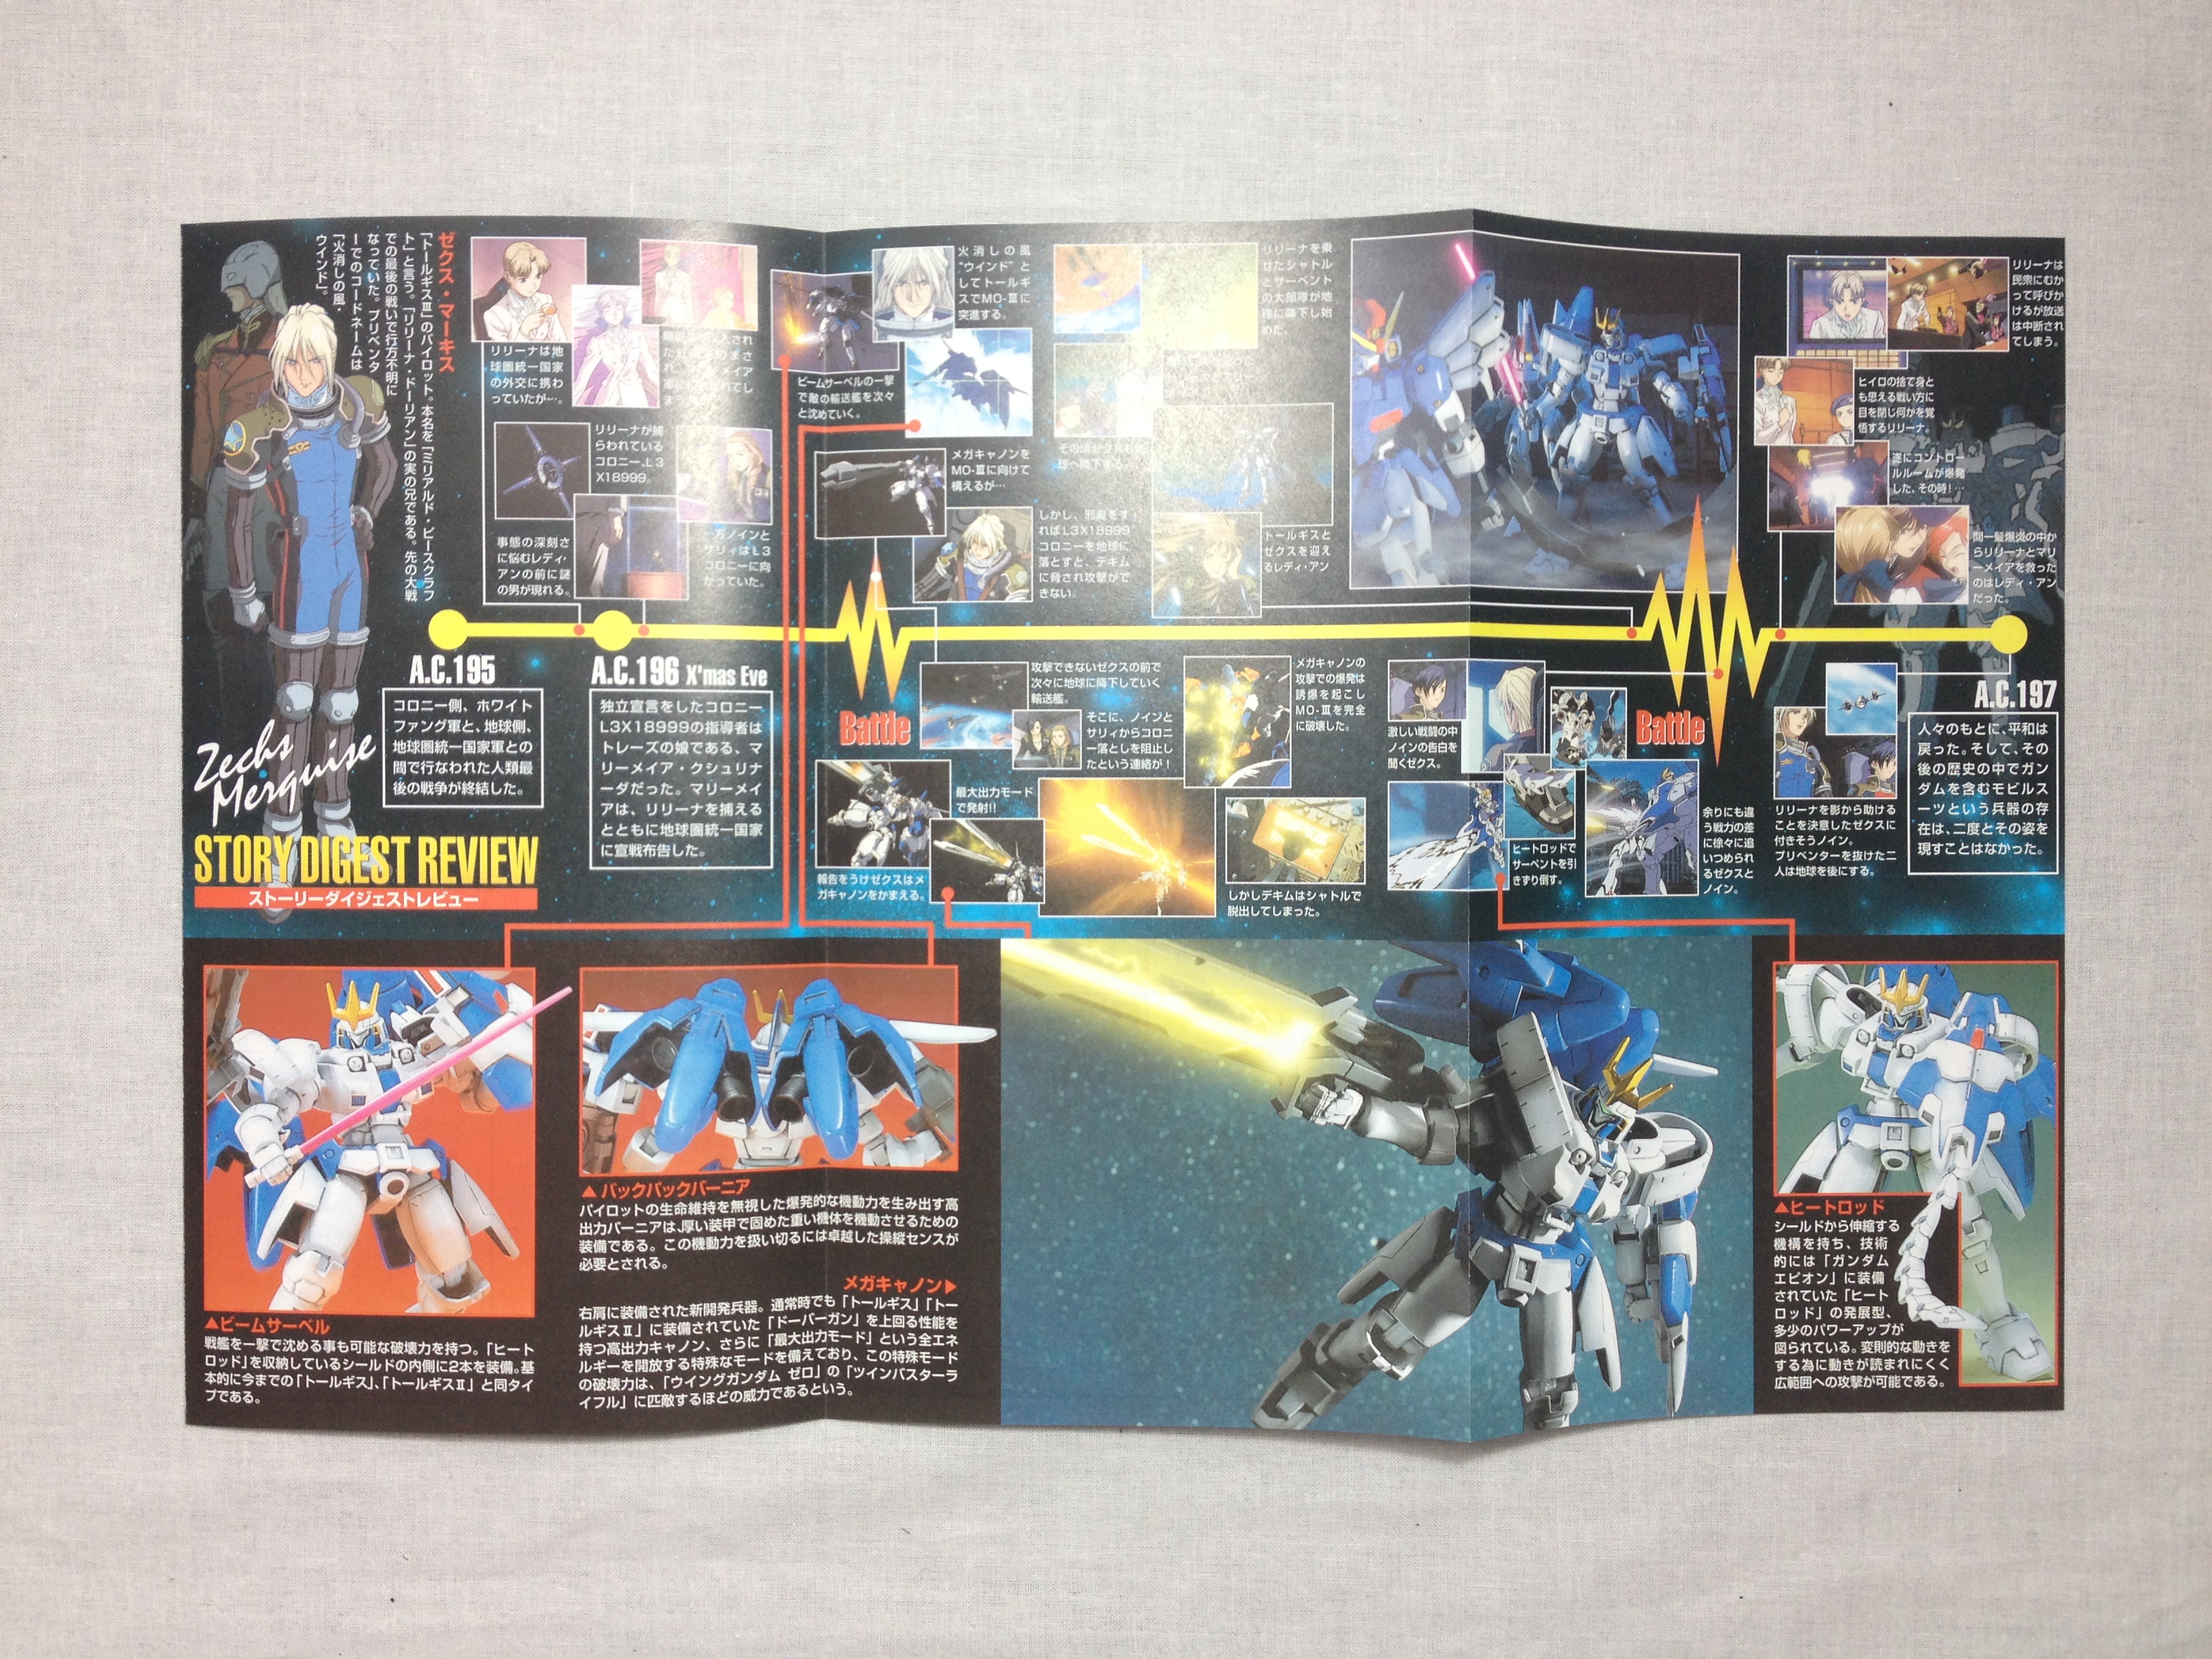 ゼクス・マーキス
「トールギスⅢ」のパイロット。本名を「ミリアルド・ピースクラフ
ト」と言う。「リリーナ・ドーリアン」の実の兄である。先の大戦
での最後の戦いで行方不明に
なっていた。プリベンタ
ーでのコードネームは
「火消しの風・
ウインド」。
Zechs
Merquise
STORY DIGEST REVIEW
ストーリーダイジェストレビュー
A.C.195
コロニー側、ホワイト
ファング軍と、地球側、
地球圏統一国家軍との
間で行なわれた人類最
後の戦争が終結した。
リリーナは地
球圏統一国家
の外交に携わ
っていたが…。
リリーナが捕
らわれている
コロニー、L3
X18999。
事態の深刻さ
に悩むレディ・
アンの前に謎
の男が現れる。
ノインと
サリィはL3
コロニーに向
かっていた。
A.C.196 X'mas Eve
独立宣言をしたコロニー
L3X18999の指導者は
トレーズの娘である、マ
リーメイア・クシュリナ
ーダだった。マリーメイ
アは、リリーナを捕える
とともに地球圏統一国家
に宣戦布告した。
ビームサーベルの一撃
で敵の輸送艦を次々
と沈めていく。
火消しの風
“ウインド”と
してトールギ
スでMO-Ⅲに
突進する。
メガキャノンを
MO-Ⅲに向けて
構えるが…
しかし、邪魔をす
ればL3X18999
コロニーを地球に
落とすと、デキム
に脅され攻撃がで
きない。
Battle
攻撃できないゼクスの前で
次々に地球に降下していく
輸送艦。
そこに、ノインと
サリィからコロニ
ー落としを阻止し
たという連絡が！
報告をうけゼクスはメ
ガキャノンをかまえる。
最大出力モード
で発射!!
メガキャノンの
攻撃での爆発は
誘爆を起こし
MO-Ⅲを完全
に破壊した。
しかしデキムはシャトルで
脱出してしまった。
リリーナを乗
せたシャトル
とサーペント
の大部隊が地
球に降下し始
めた。
トールギスと
ゼクスを迎え
るレディ・アン
激しい戦闘の中
ノインの告白を
聞くゼクス。
ヒートロッドで
サーペントを引
きずり倒す。
Battle
余りにも違
う戦力の差
に徐々に追
いつめられ
るゼクスと
ノイン。
リリーナは
民衆にむか
って呼びか
けるが放送
は中断され
てしまう。
ヒイロの捨て身と
も思える戦い方に
目を閉じ何かを覚
悟するリリーナ。
遂にコントロー
ルルームが爆発
した、その時！…
間一髪爆炎の中か
らリリーナとマリ
ーメイアを救った
のはレディ・アン
だった。
リリーナを影から助ける
ことを決意したゼクスに
付きそうノイン。
プリベンターを抜けた二
人は地球を後にする。
A.C.197
人々のもとに、平和は
戻った。そして、その
後の歴史の中でガン
ダムを含むモビルス
ーツという兵器の存
在は、二度とその姿を
現すことはなかった。
▲ビームサーベル
戦艦を一撃で沈める事も可能な破壊力を持つ。「ヒート
ロッド」を収納しているシールドの内側に2本を装備。基
本的に今までの「トールギス」、「トールギスⅡ」と同タイ
プである。
▲バックパックバーニア
パイロットの生命維持を無視した爆発的な機動力を生み出す高
出力バーニアは、厚い装甲で固めた重い機体を機動させるための
装備である。この機動力を扱い切るには卓越した操縦センスが
必要とされる。
メガキャノン▶
右肩に装備された新開発兵器。通常時でも「トールギス」「トー
ルギスⅡ」に装備されていた「ドーバーガン」を上回る性能を
持つ高出力キャノン、さらに「最大出力モード」という全エネ
ルギーを開放する特殊なモードを備えており、この特殊モード
の破壊力は、「ウイングガンダム ゼロ」の「ツインバスターラ
イフル」に匹敵するほどの威力であるという。
▲ヒートロッド
シールドから伸縮する
機構を持ち、技術
的には「ガンダム
エピオン」に装備
されていた「ヒート
ロッド」の発展型、
多少のパワーアップが
図られている。変則的な動きを
する為に動きが読まれにくく
広範囲への攻撃が可能である。